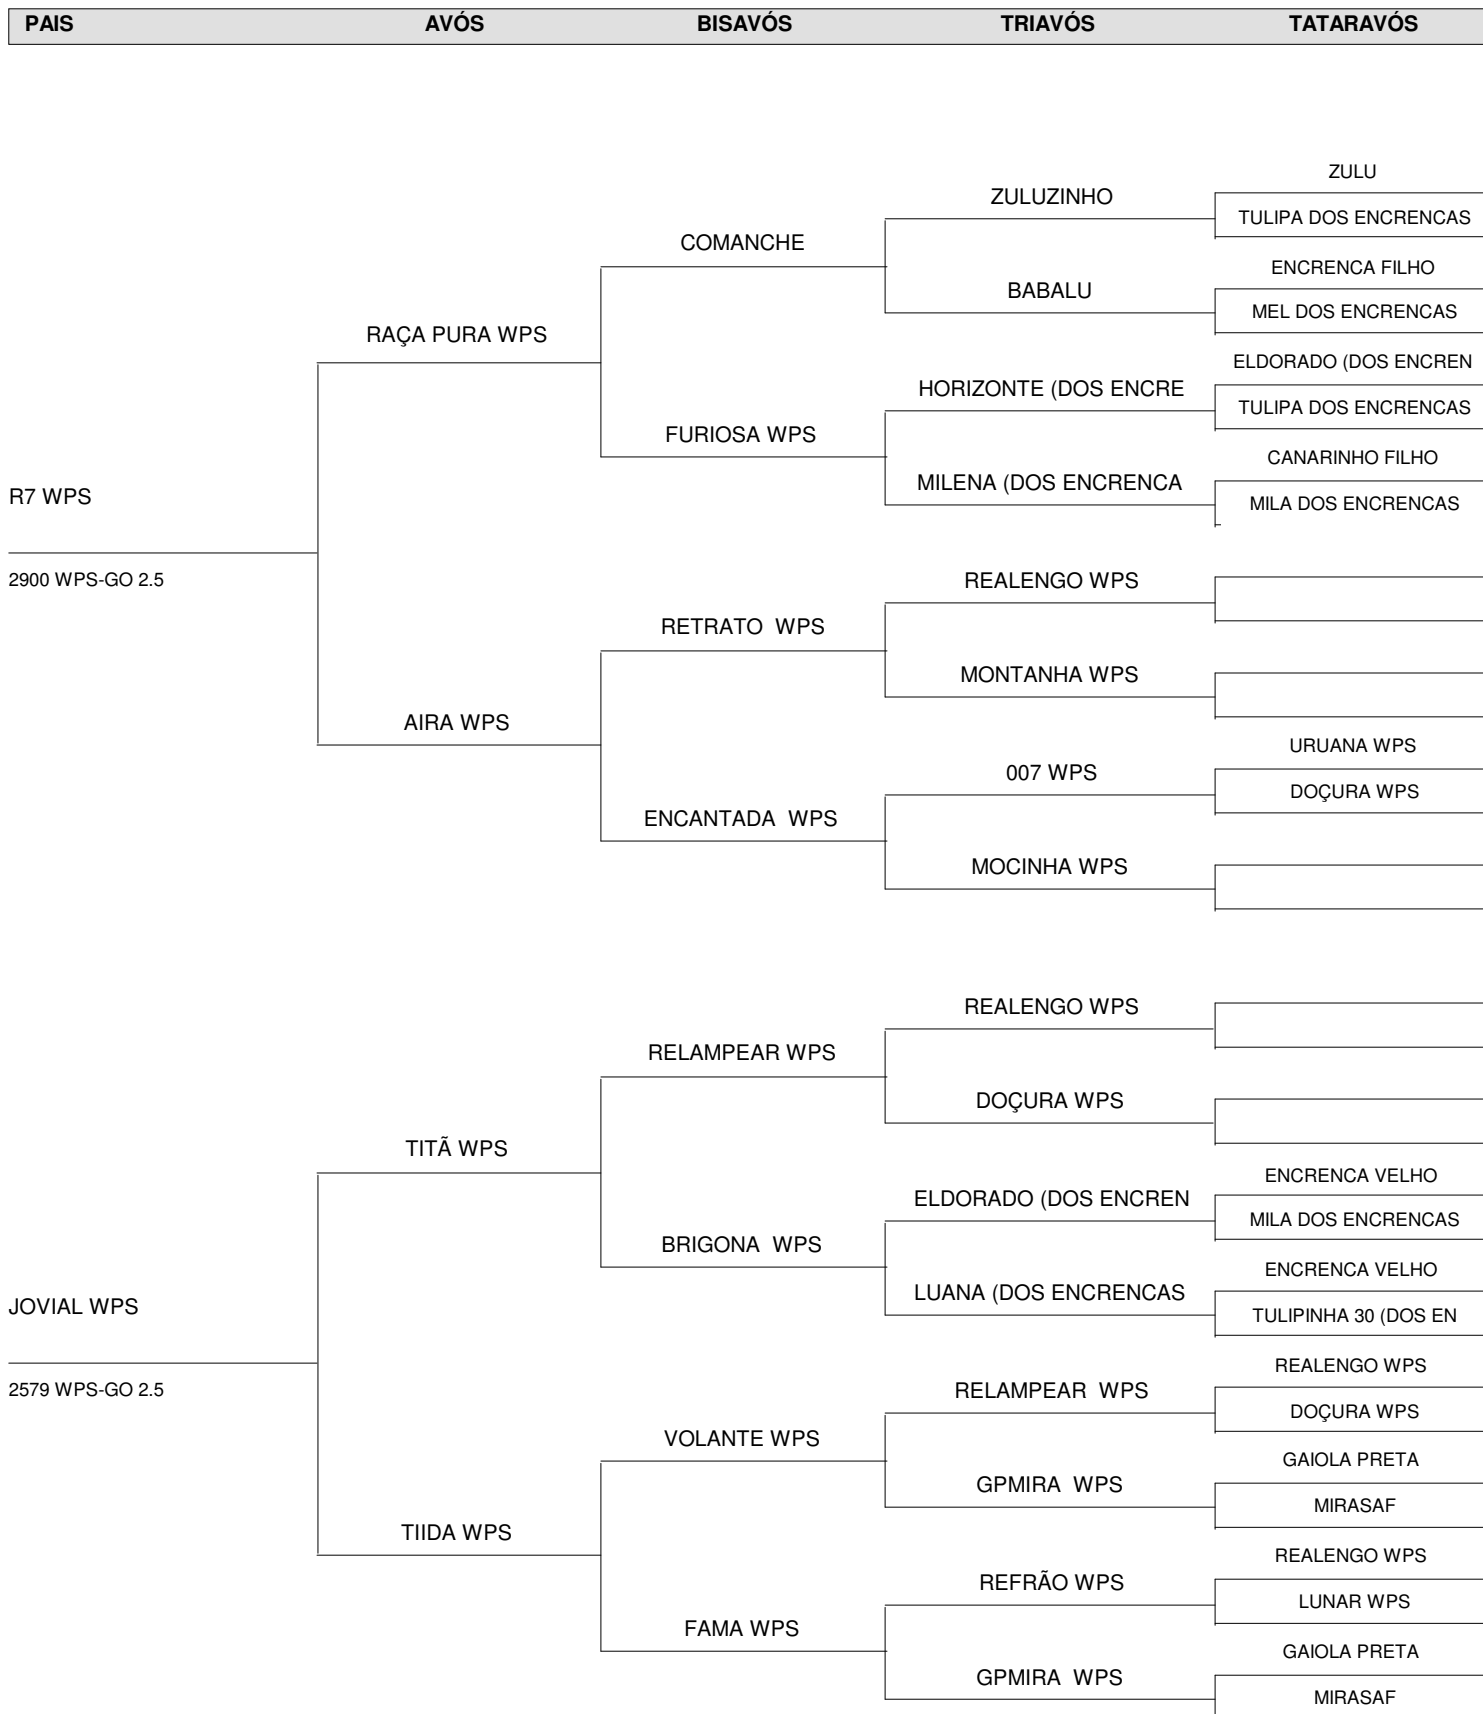 PAIS AVÓS BISAVÓS TRIAVÓS TATARAVÓS
ZULU
ZULUZINHO
TULIPA DOS ENCRENCAS
COMANCHE
ENCRENCA FILHO
BABALU
MEL DOS ENCRENCAS
RAÇA PURA WPS
ELDORADO (DOS ENCREN
HORIZONTE (DOS ENCRE
TULIPA DOS ENCRENCAS
FURIOSA WPS
CANARINHO FILHO
MILENA (DOS ENCRENCA
MILA DOS ENCRENCAS
R7 WPS
2900 WPS-GO 2.5
REALENGO WPS
RETRATO WPS
MONTANHA WPS
AIRA WPS
URUANA WPS
007 WPS
DOÇURA WPS
ENCANTADA WPS
MOCINHA WPS
REALENGO WPS
RELAMPEAR WPS
DOÇURA WPS
TITÃ WPS
ENCRENCA VELHO
ELDORADO (DOS ENCREN
MILA DOS ENCRENCAS
BRIGONA WPS
ENCRENCA VELHO
LUANA (DOS ENCRENCAS
TULIPINHA 30 (DOS EN
JOVIAL WPS
2579 WPS-GO 2.5
REALENGO WPS
RELAMPEAR WPS
DOÇURA WPS
VOLANTE WPS
GAIOLA PRETA
GPMIRA WPS
MIRASAF
TIIDA WPS
REALENGO WPS
REFRÃO WPS
LUNAR WPS
FAMA WPS
GAIOLA PRETA
GPMIRA WPS
MIRASAF